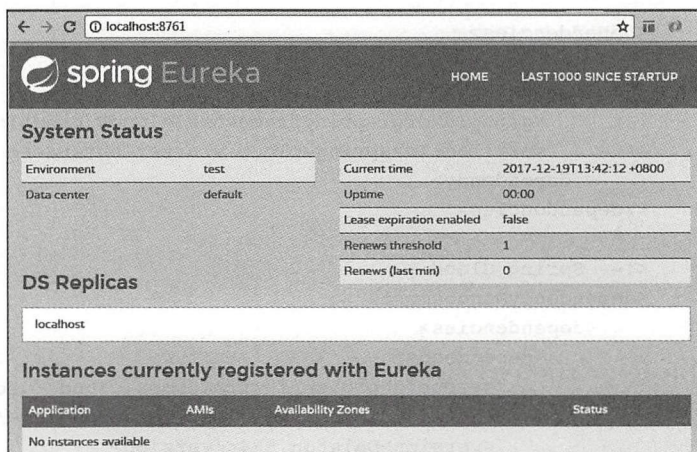 localhost:8761
spring Eureka
HOME LAST 1000 SINCE STARTUP
System Status
Environment test
Data center default
Current time 2017-12-19T13:42:12 +0800
Uptime 00:00
Lease expiration enabled false
Renews threshold 1
Renews (last min) 0
DS Replicas
localhost
Instances currently registered with Eureka
Application AMIs Availability Zones Status
No instances available